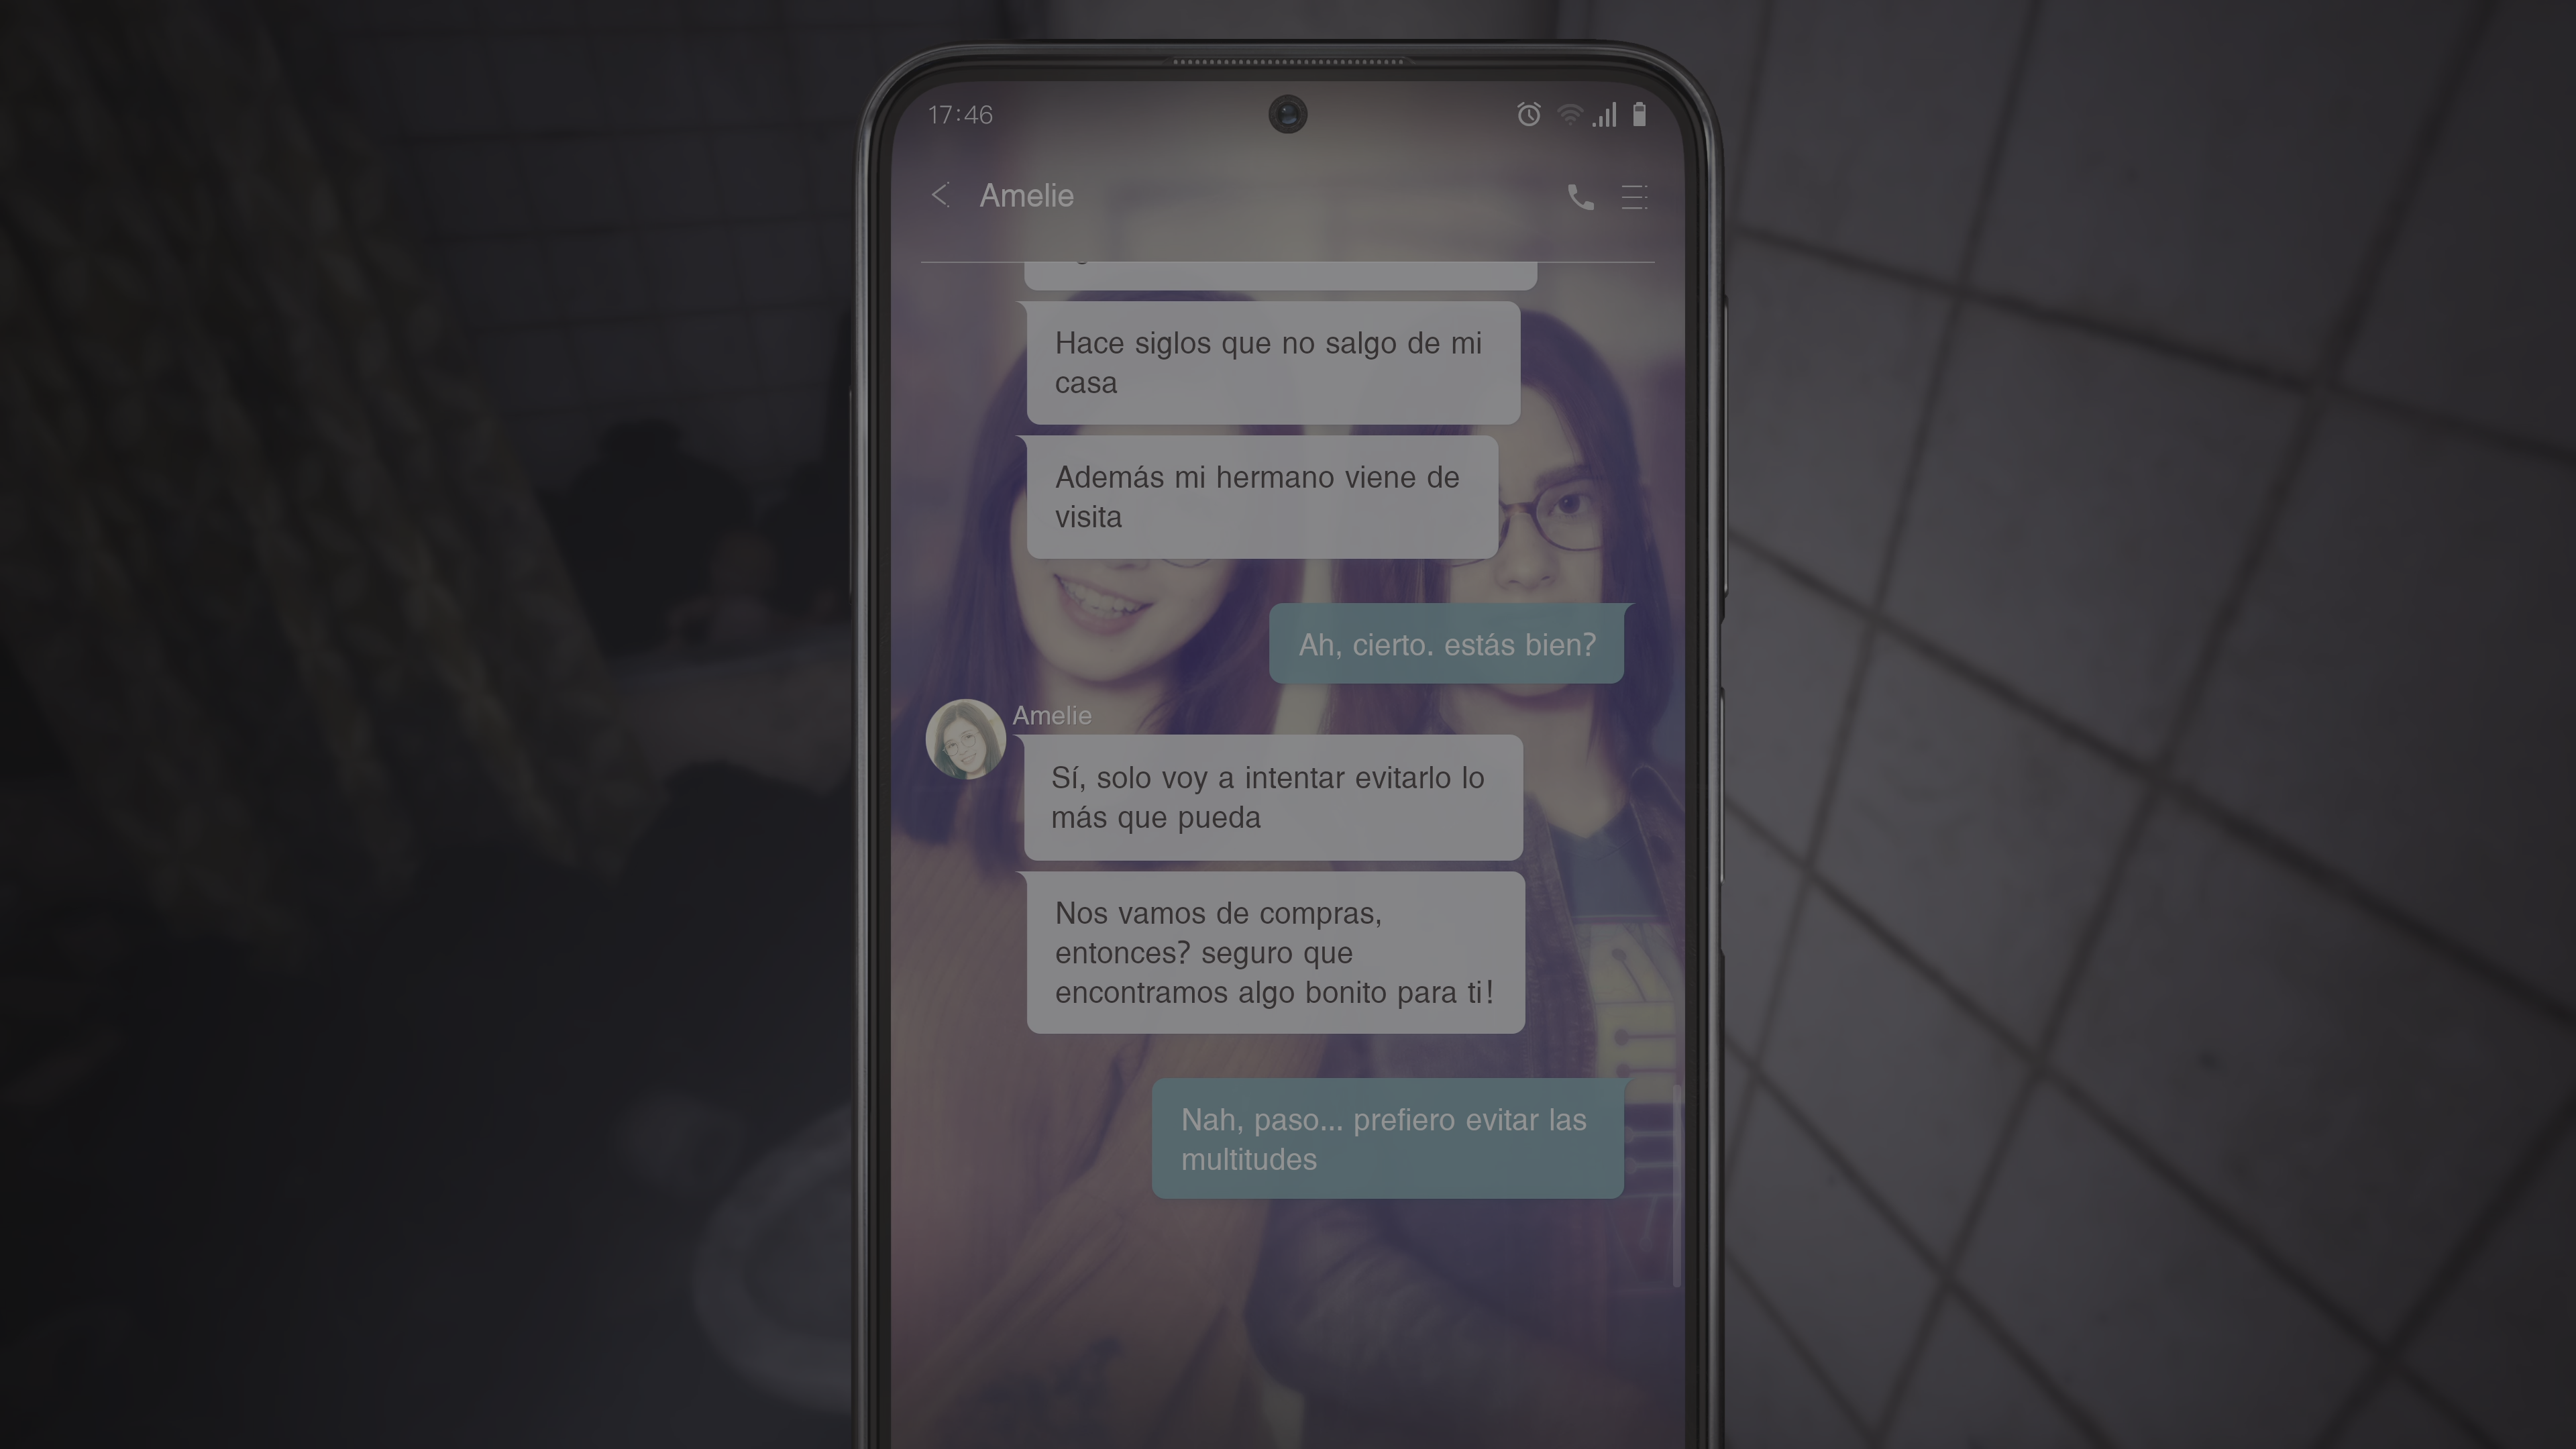 17:46
Amelie
Hace siglos que no salgo de mi
casa
Además mi hermano viene de
visita
Ah, cierto. estás bien?
Amelie
Sí, solo voy a intentar evitarlo lo
más que pueda
Nos vamos de compras,
entonces? seguro que
encontramos algo bonito para ti!
Nah, paso... prefiero evitar las
multitudes